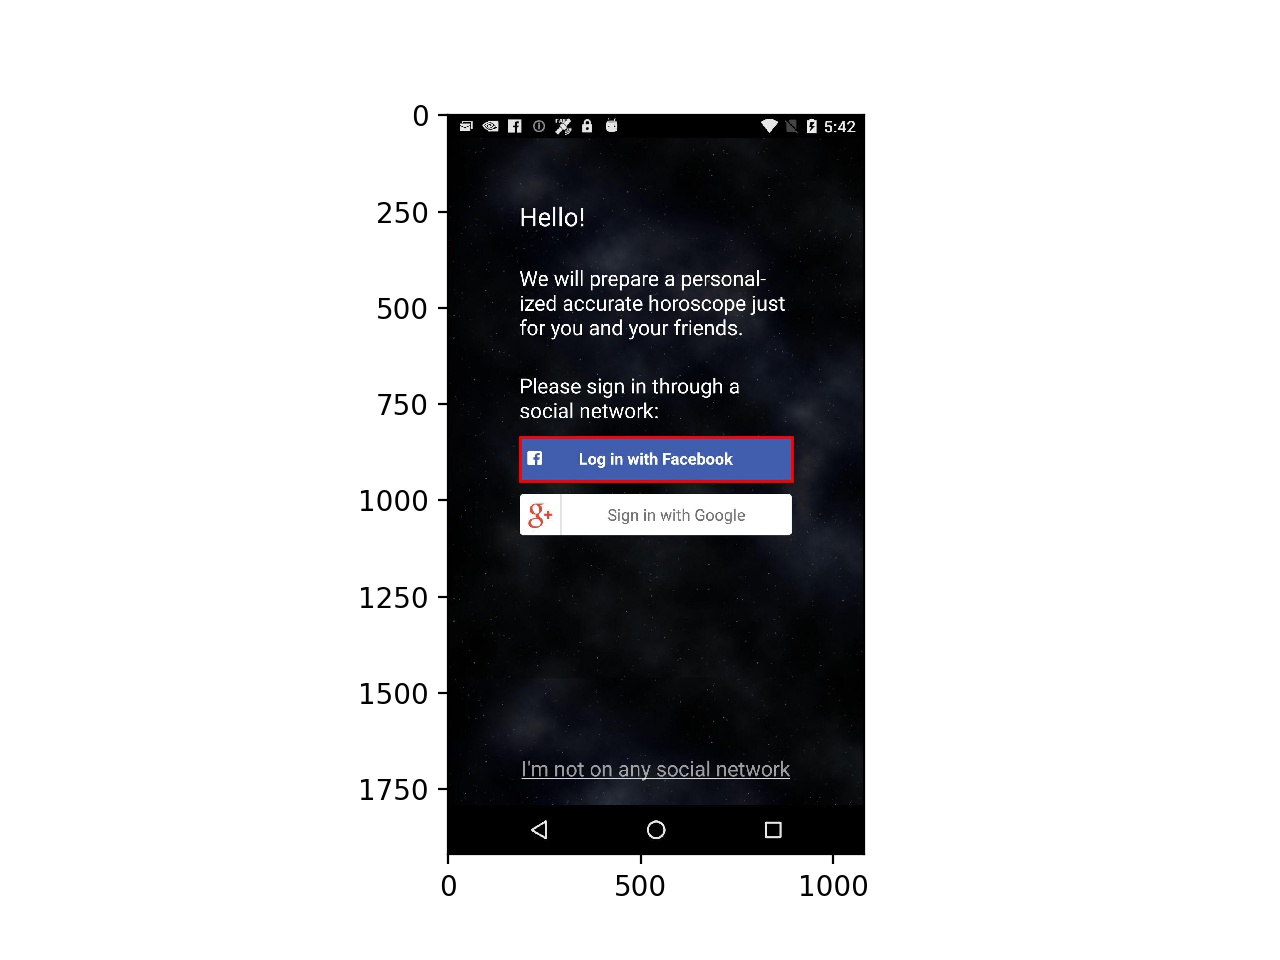 0
250
500
750
1000
1250
1500
1750
0
500
1000
5:42
Hello!
We will prepare a personal-
ized accurate horoscope just
for you and your friends.
Please sign in through a
social network:
Log in with Facebook
g+ Sign in with Google
I'm not on any social network